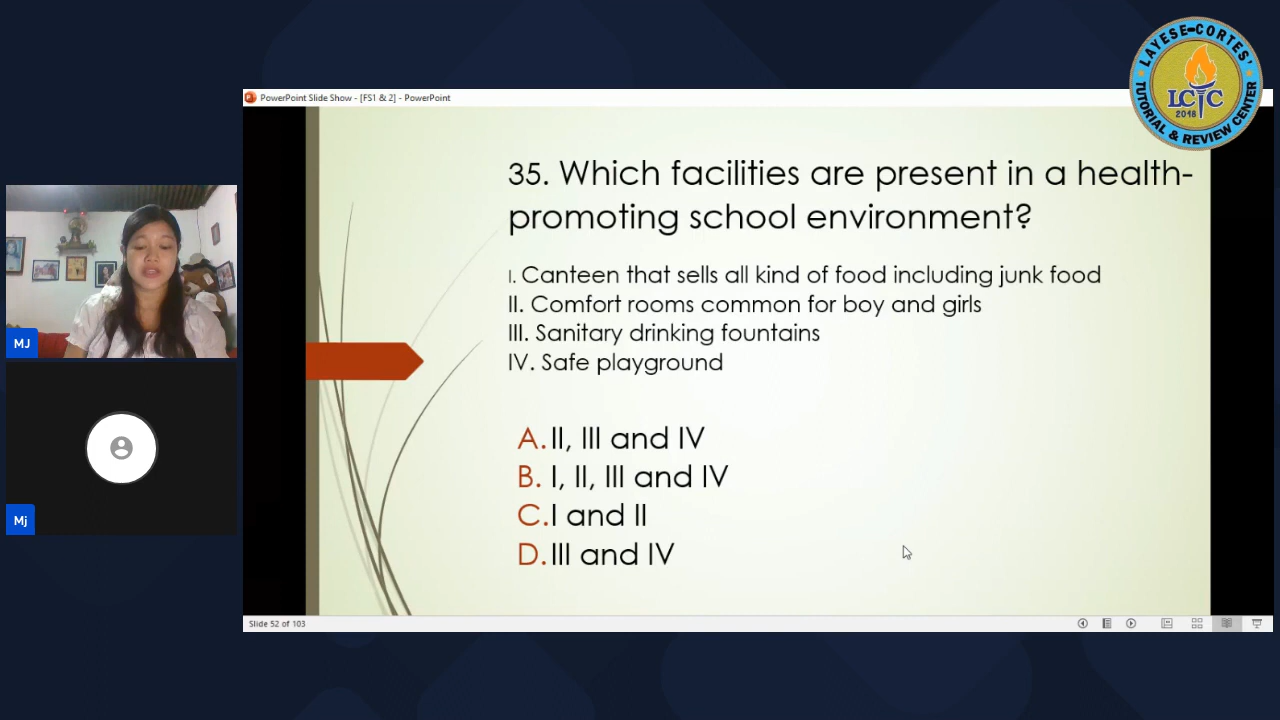 PowerPoint Slide Show - [FS1 & 2] - PowerPoint
LAYESE-CORTES'
LCTC
2018
TUTORIAL & REVIEW CENTER
35. Which facilities are present in a health-
promoting school environment?
I. Canteen that sells all kind of food including junk food
II. Comfort rooms common for boy and girls
III. Sanitary drinking fountains
IV. Safe playground
A. II, III and IV
B. I, II, III and IV
C. I and II
D. III and IV
MJ
Mj
Slide 52 of 103